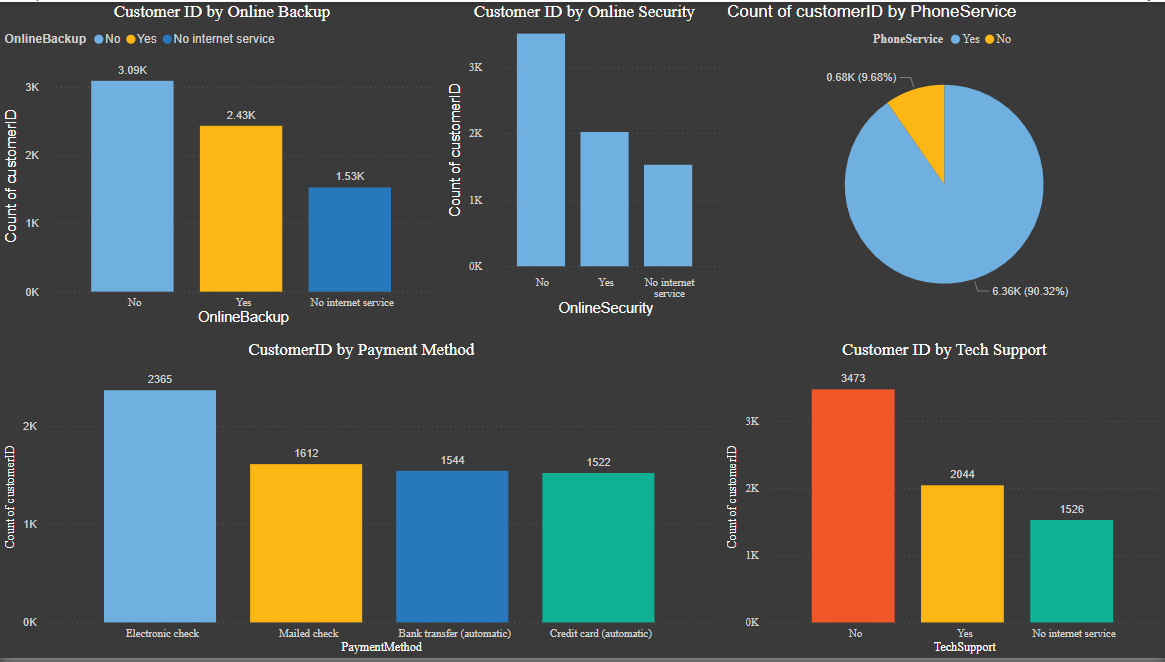 Customer ID by Online Backup
OnlineBackup No Yes No internet service
Count of customerID
3K
2K
1K
0K
3.09K
2.43K
1.53K
No
Yes
No internet service
OnlineBackup
Customer ID by Online Security
Count of customerID
3K
2K
1K
0K
No
Yes
No internet
service
OnlineSecurity
Count of customerID by PhoneService
PhoneService Yes No
0.68K (9.68%)
6.36K (90.32%)
CustomerID by Payment Method
Count of customerID
2K
1K
0K
2365
1612
1544
1522
Electronic check
Mailed check
Bank transfer (automatic)
Credit card (automatic)
PaymentMethod
Customer ID by Tech Support
Count of customerID
3K
2K
1K
0K
3473
2044
1526
No
Yes
No internet service
TechSupport